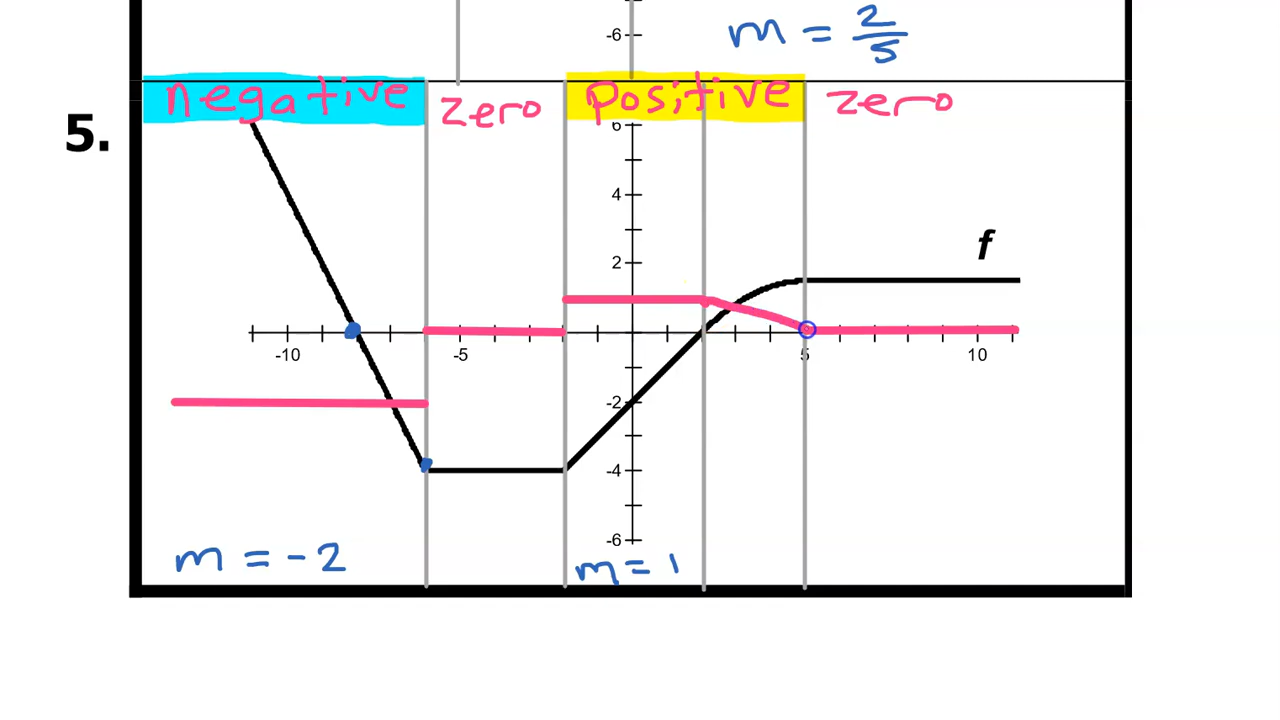 -6
m = 2/5
negative zero positive zero
5.
6
4
f
2
-10 -5 5 10
-2
-4
-6
m = -2 m = 1